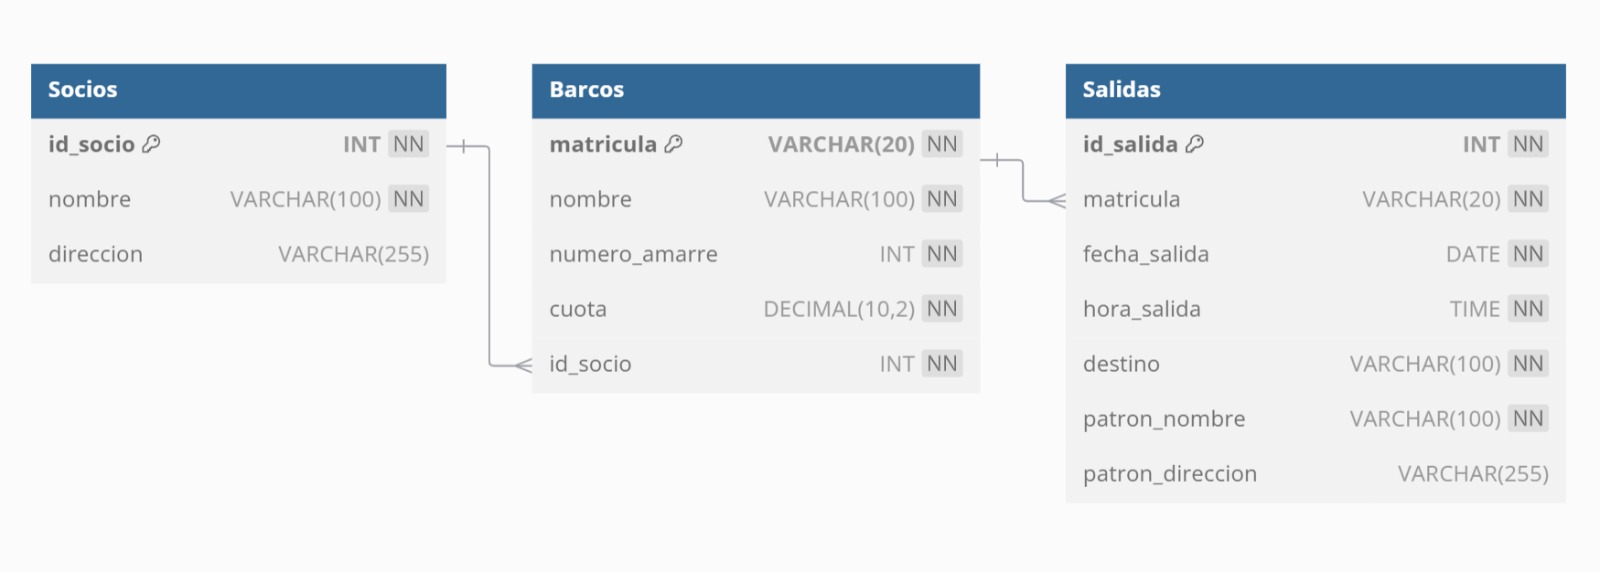 Socios
id_socio INT NN
nombre VARCHAR(100) NN
direccion VARCHAR(255)
Barcos
matricula VARCHAR(20) NN
nombre VARCHAR(100) NN
numero_amarre INT NN
cuota DECIMAL(10,2) NN
id_socio INT NN
Salidas
id_salida INT NN
matricula VARCHAR(20) NN
fecha_salida DATE NN
hora_salida TIME NN
destino VARCHAR(100) NN
patron_nombre VARCHAR(100) NN
patron_direccion VARCHAR(255)